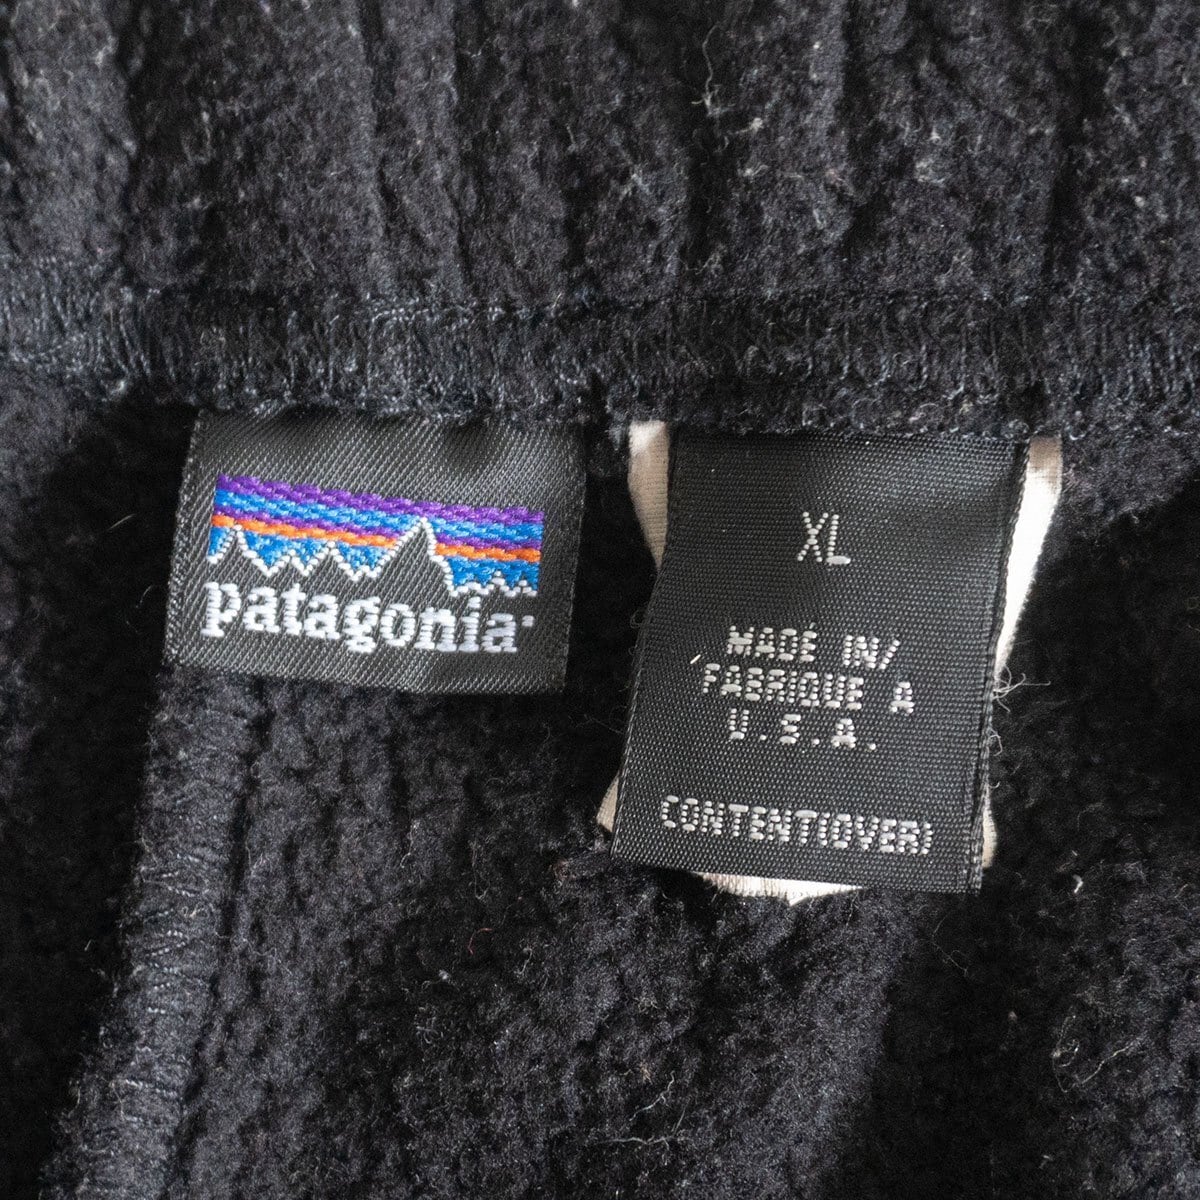 patagonia
XL
MADE IN/
FABRIQUE A
U.S.A.
CONTENT(OVER)